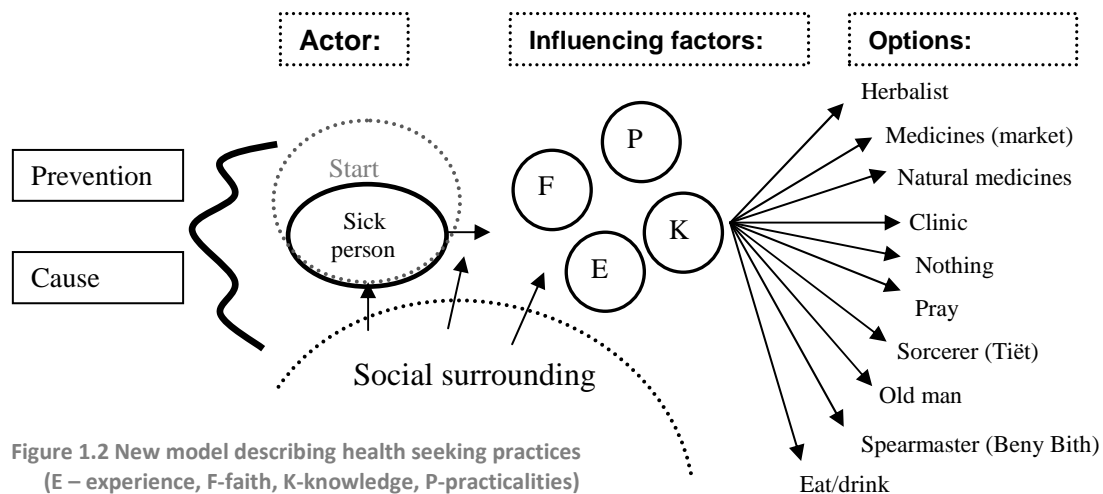 Actor:
Influencing factors:
Options:
Prevention
Cause
Start
Sick
person
F
P
E
K
Social surrounding
Herbalist
Medicines (market)
Natural medicines
Clinic
Nothing
Pray
Sorcerer (Tiët)
Old man
Spearmaster (Beny Bith)
Eat/drink
Figure 1.2 New model describing health seeking practices
(E – experience, F-faith, K-knowledge, P-practicalities)